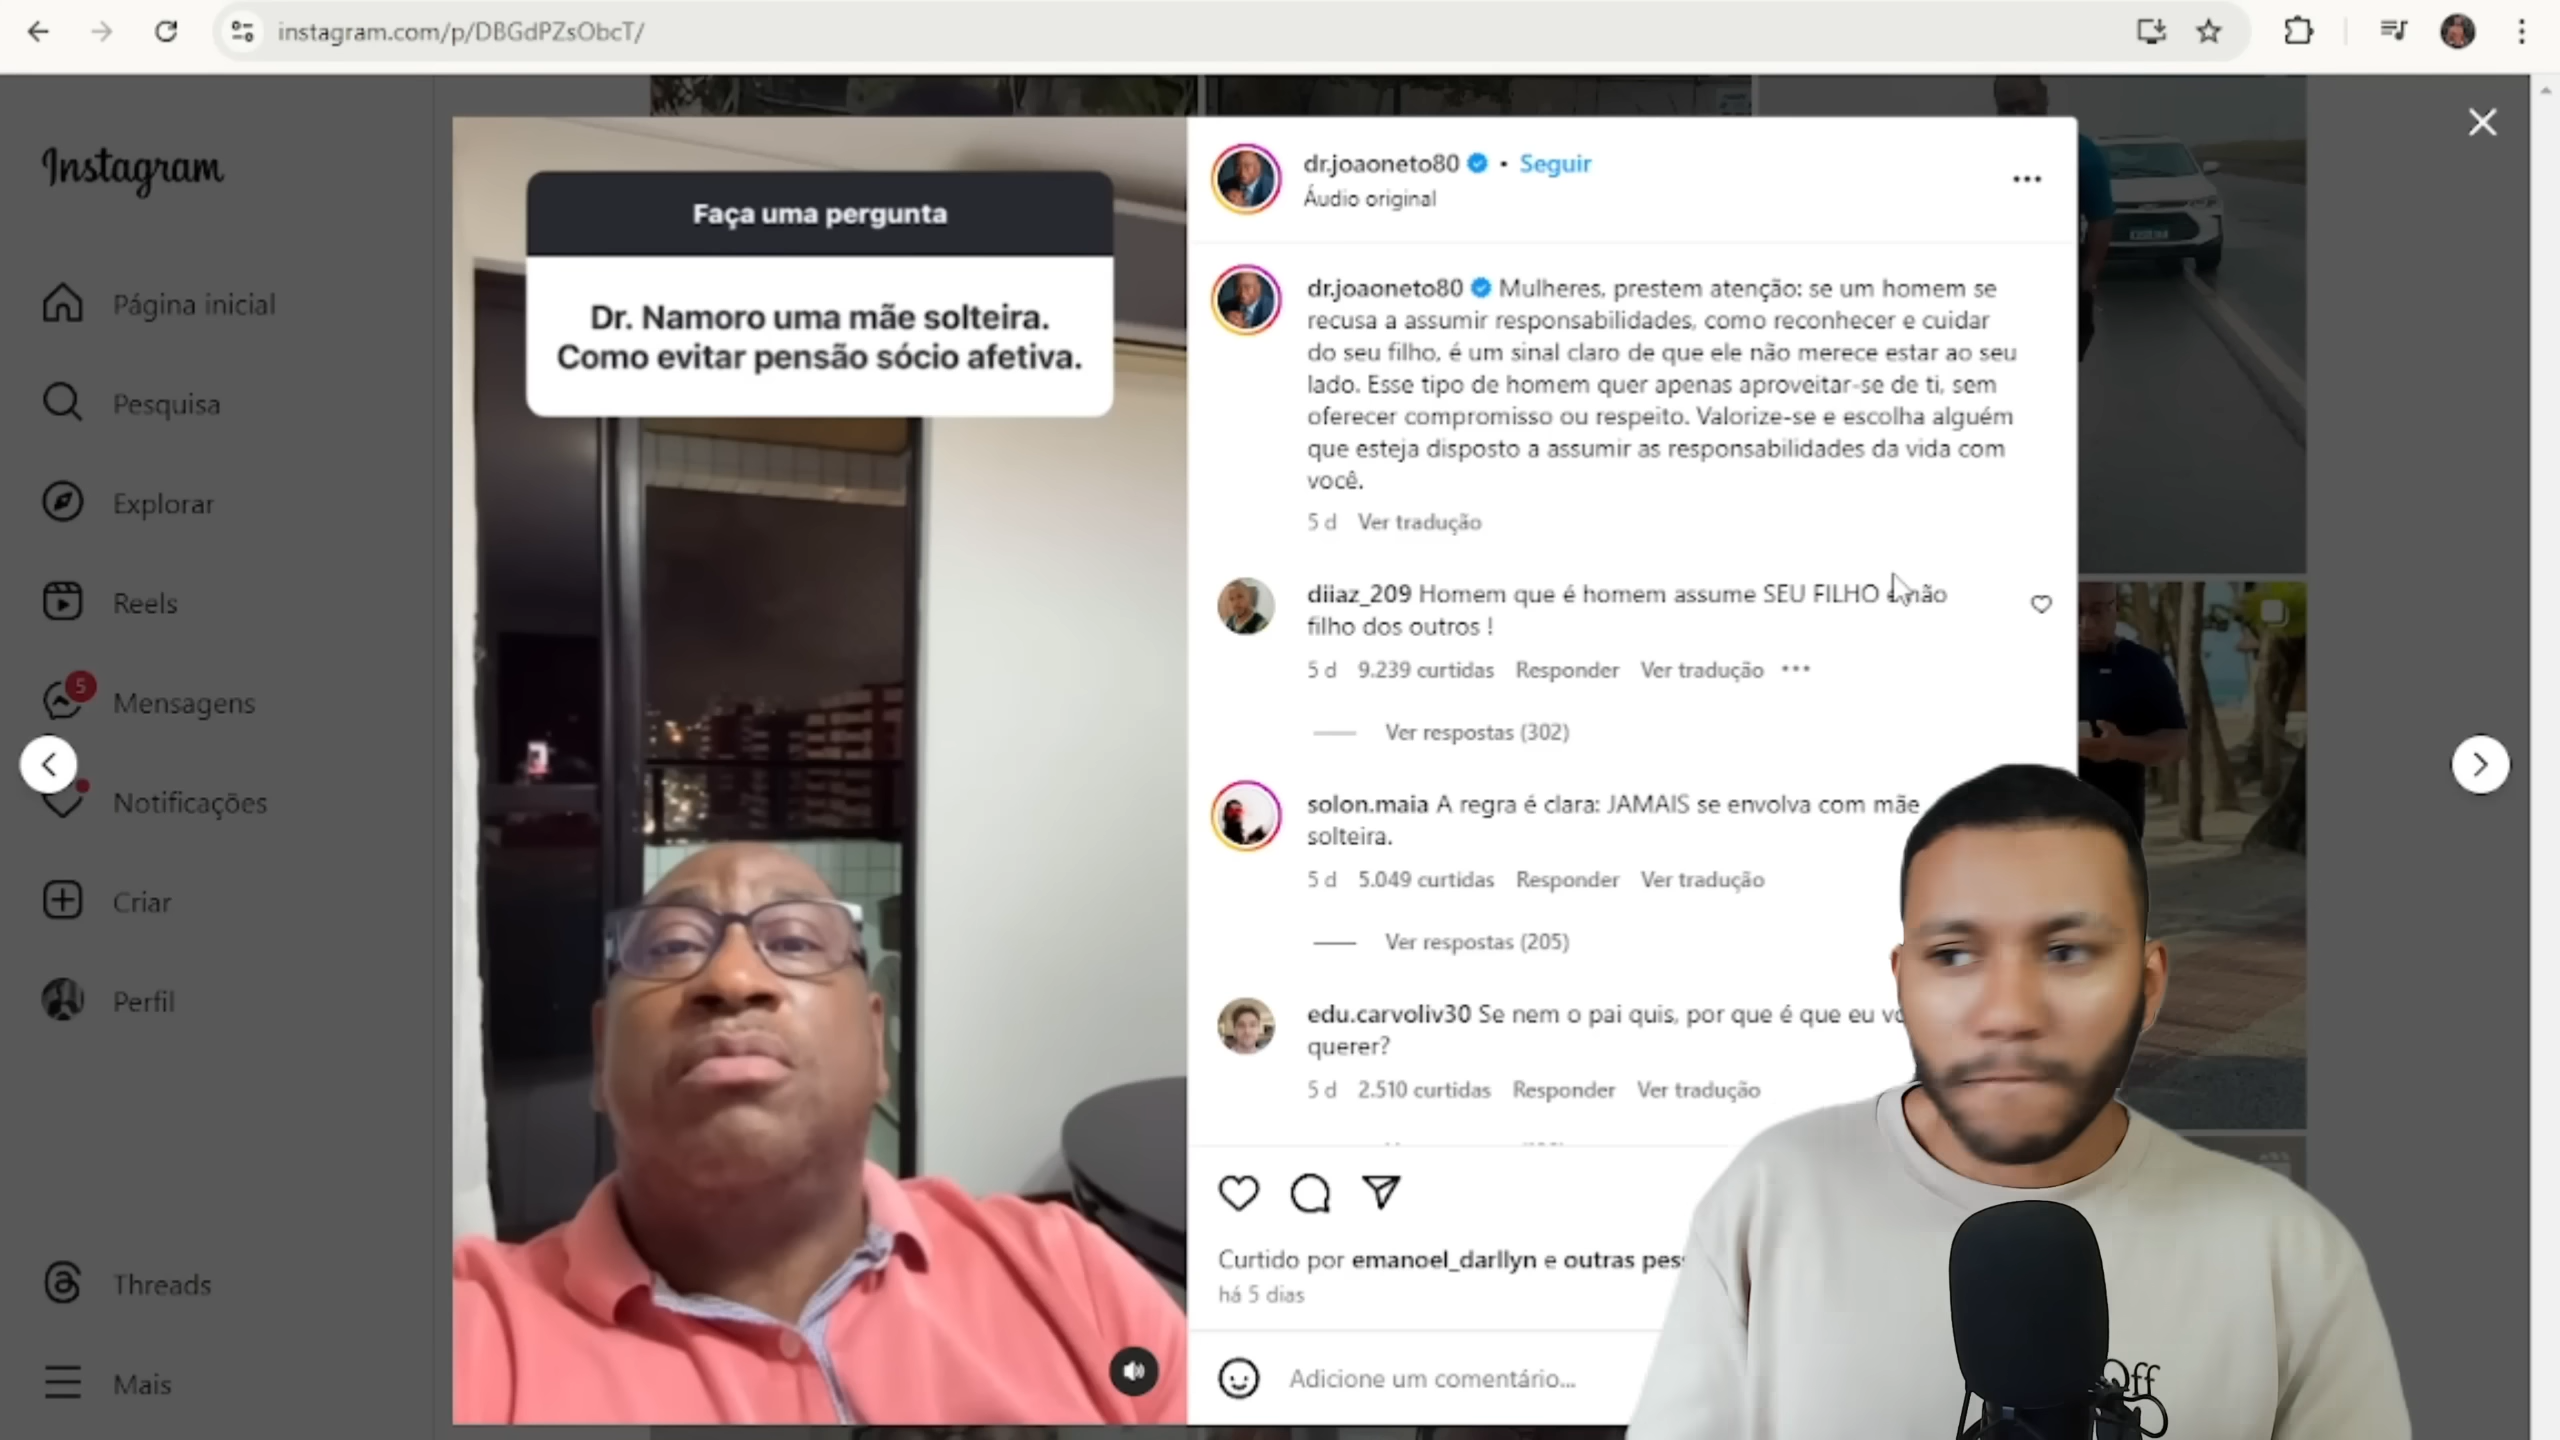 instagram.com/p/DBGdPZsObcT/
Instagram
Página inicial
Pesquisa
Explorar
Reels
5
Mensagens
Notificações
Criar
Perfil
Threads
Mais
Faça uma pergunta
Dr. Namoro uma mãe solteira.
Como evitar pensão sócio afetiva.
dr.joaoneto80 • Seguir
Áudio original
dr.joaoneto80 Mulheres, prestem atenção: se um homem se
recusa a assumir responsabilidades, como reconhecer e cuidar
do seu filho, é um sinal claro de que ele não merece estar ao seu
lado. Esse tipo de homem quer apenas aproveitar-se de ti, sem
oferecer compromisso ou respeito. Valorize-se e escolha alguém
que esteja disposto a assumir as responsabilidades da vida com
você.
5 d Ver tradução
diiaz_209 Homem que é homem assume SEU FILHO e não
filho dos outros !
5 d 9.239 curtidas Responder Ver tradução
Ver respostas (302)
solon.maia A regra é clara: JAMAIS se envolva com mãe
solteira.
5 d 5.049 curtidas Responder Ver tradução
Ver respostas (205)
edu.carvoliv30 Se nem o pai quis, por que é que eu
querer?
5 d 2.510 curtidas Responder Ver tradução
Curtido por emanoel_darllyn e outras
há 5 dias
Adicione um comentário...
Off